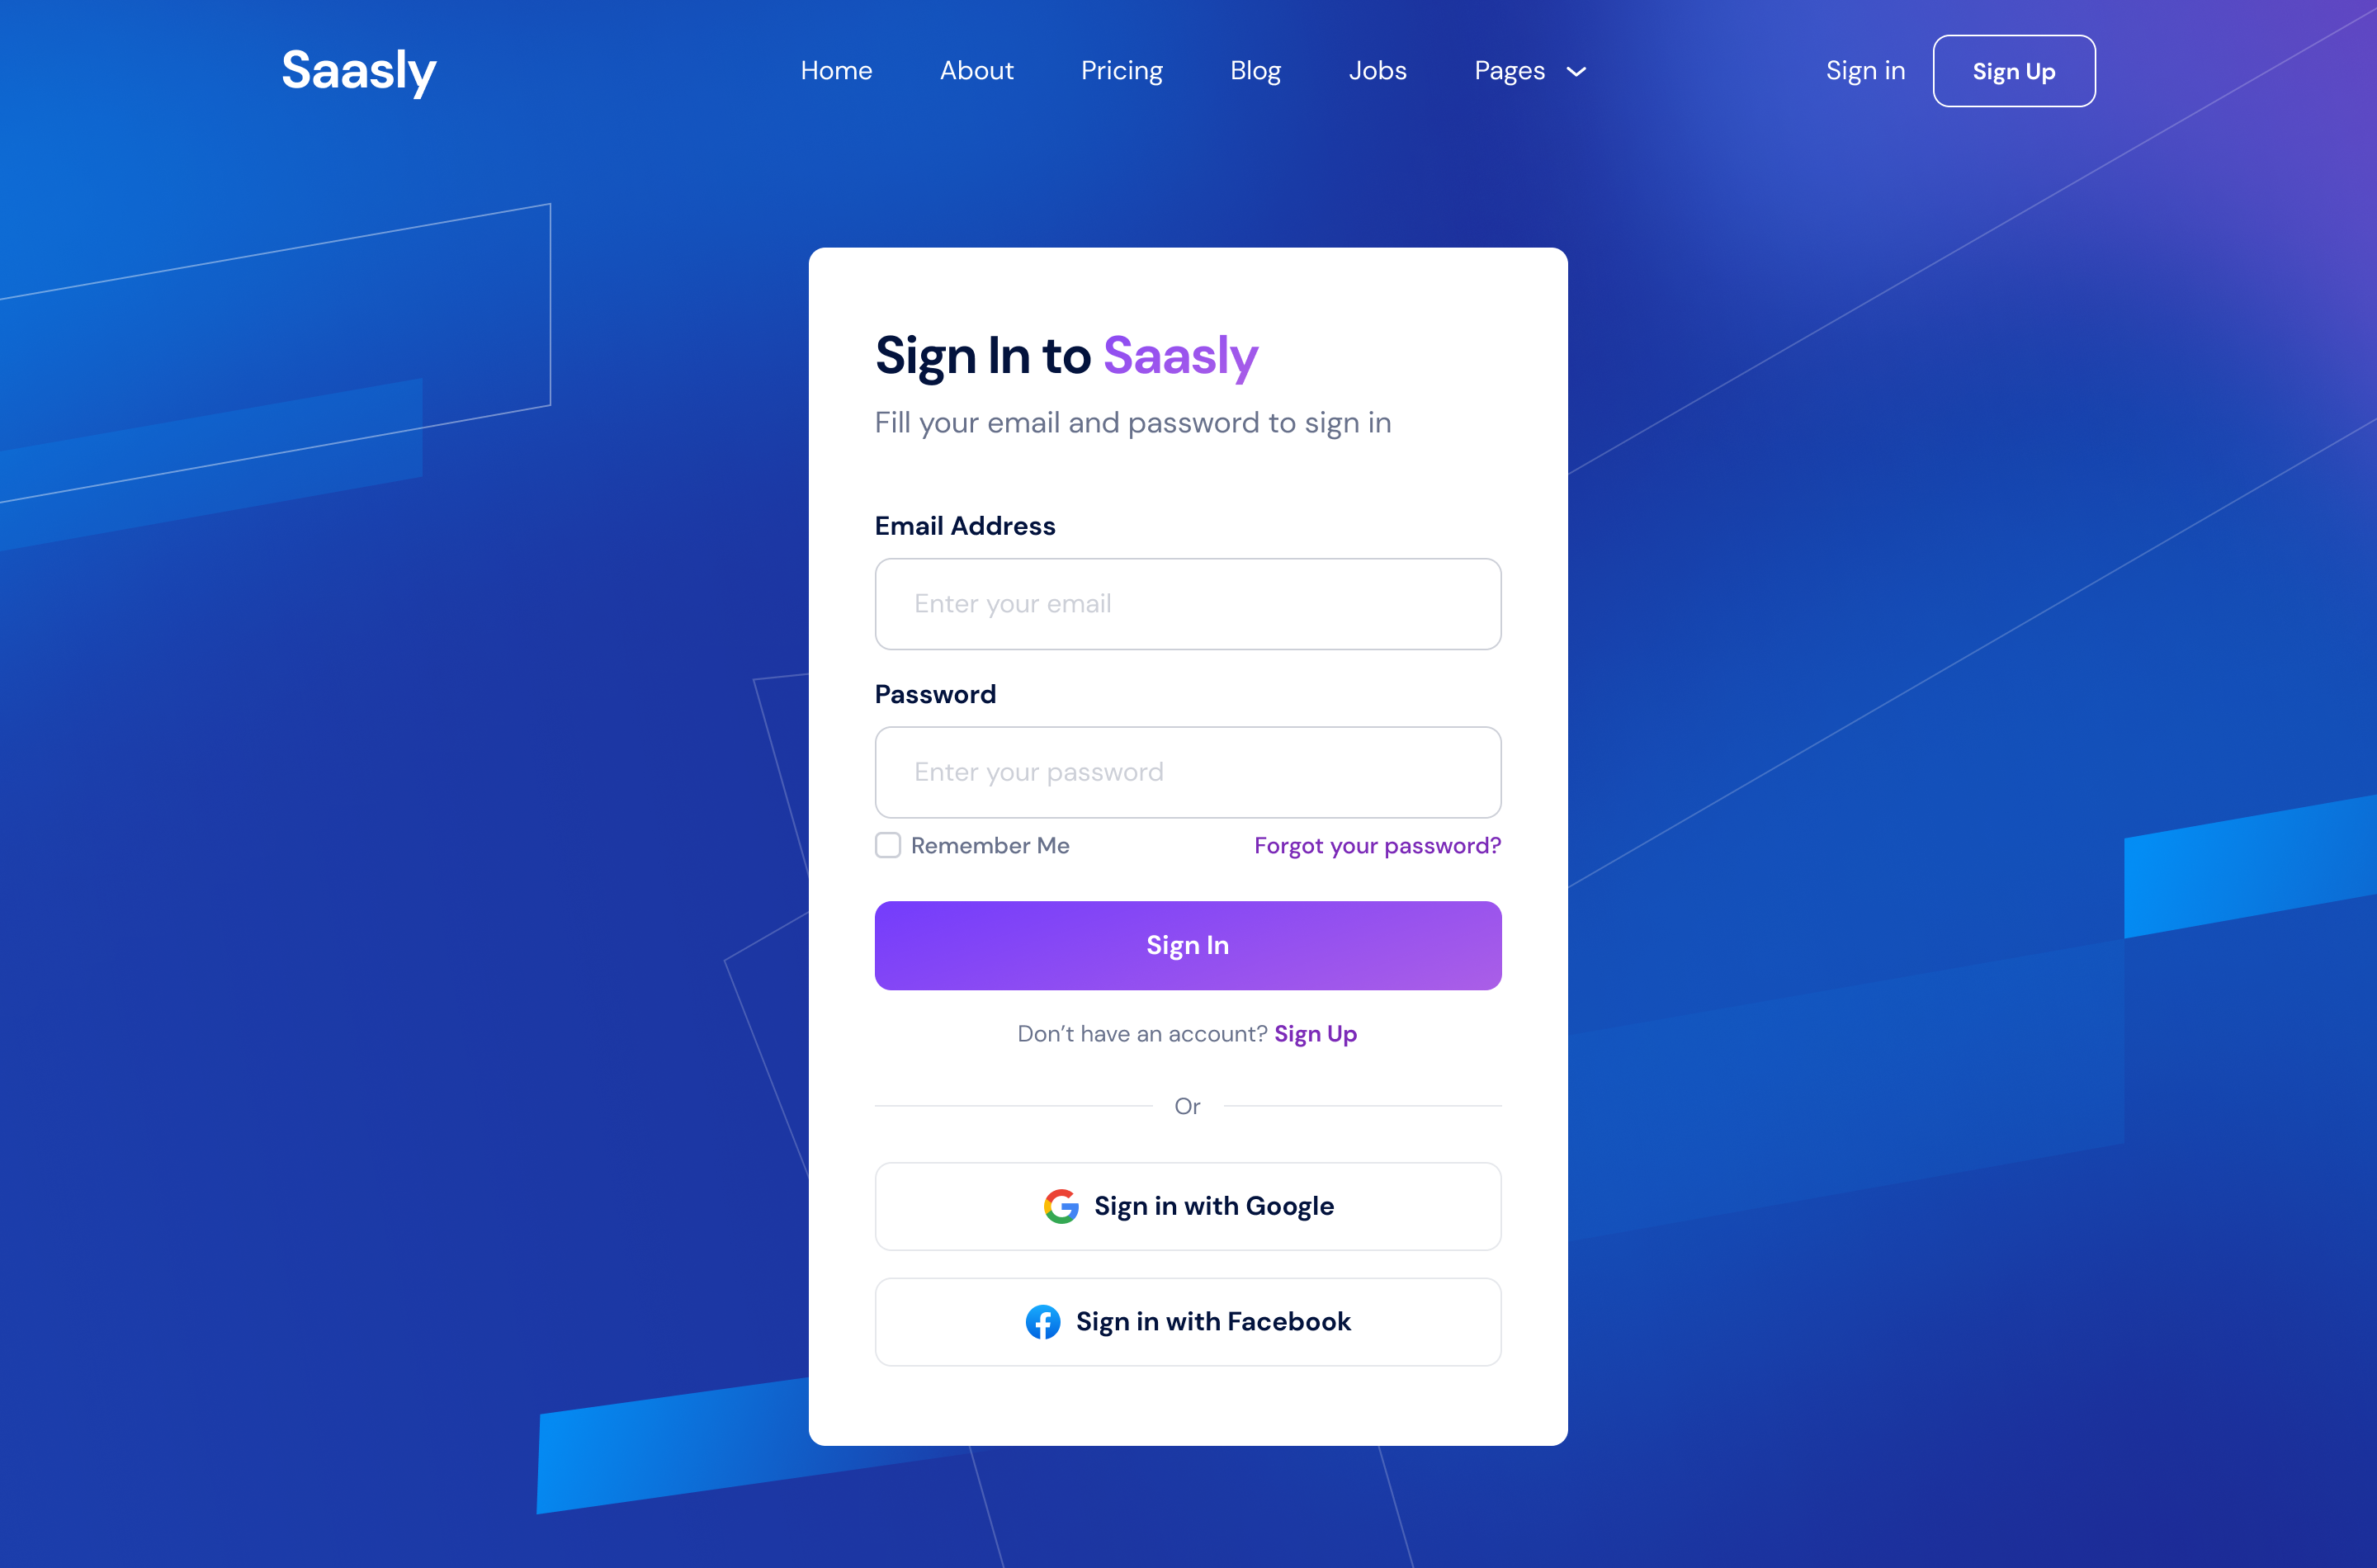 Saasly
Home About Pricing Blog Jobs Pages
Sign in Sign Up
Sign In to Saasly
Fill your email and password to sign in
Email Address
Enter your email
Password
Enter your password
Remember Me Forgot your password?
Sign In
Don’t have an account? Sign Up
Or
Sign in with Google
Sign in with Facebook